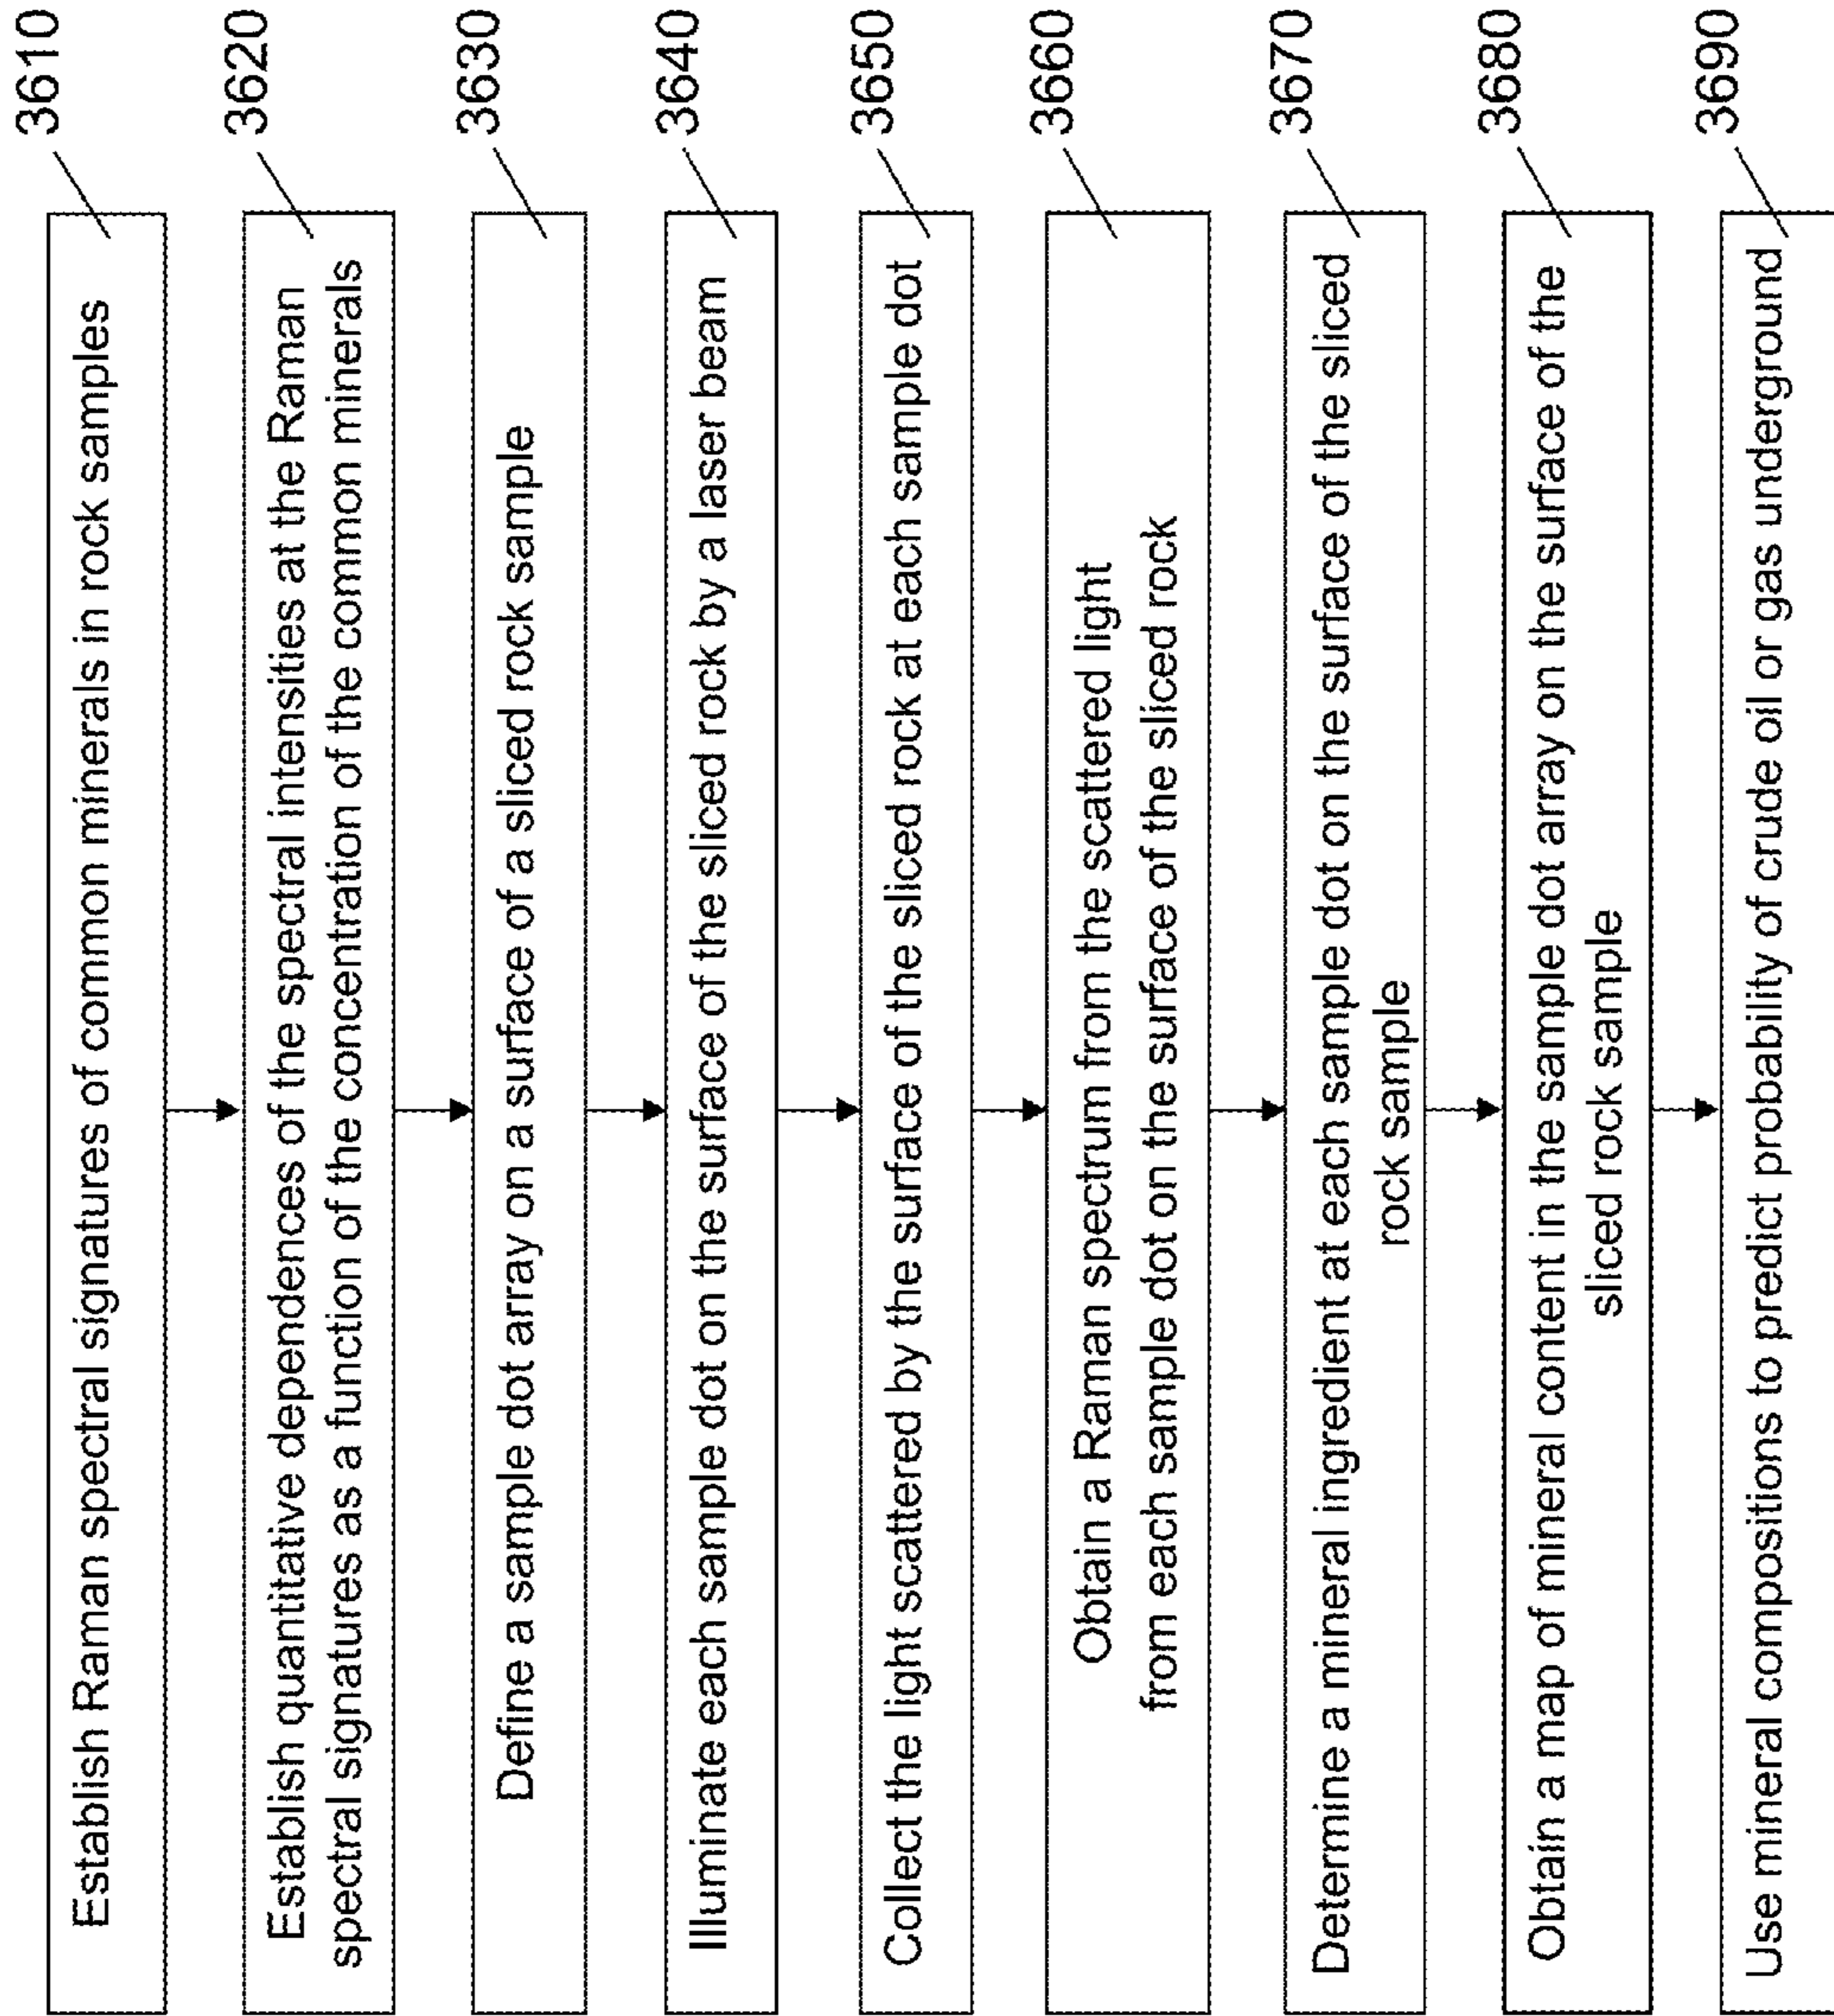 Establish Raman spectral signatures of common minerals in rock samples
3610
Establish quantitative dependences of the spectral intensities at the Raman
spectral signatures as a function of the concentration of the common minerals
3620
Define a sample dot array on a surface of a sliced rock sample
3630
Illuminate each sample dot on the surface of the sliced rock by a laser beam
3640
Collect the light scattered by the surface of the sliced rock at each sample dot
3650
Obtain a Raman spectrum from the scattered light
from each sample dot on the surface of the sliced rock
3660
Determine a mineral ingredient at each sample dot on the surface of the sliced
rock sample
3670
Obtain a map of mineral content in the sample dot array on the surface of the
sliced rock sample
3680
Use mineral compositions to predict probability of crude oil or gas underground
3690